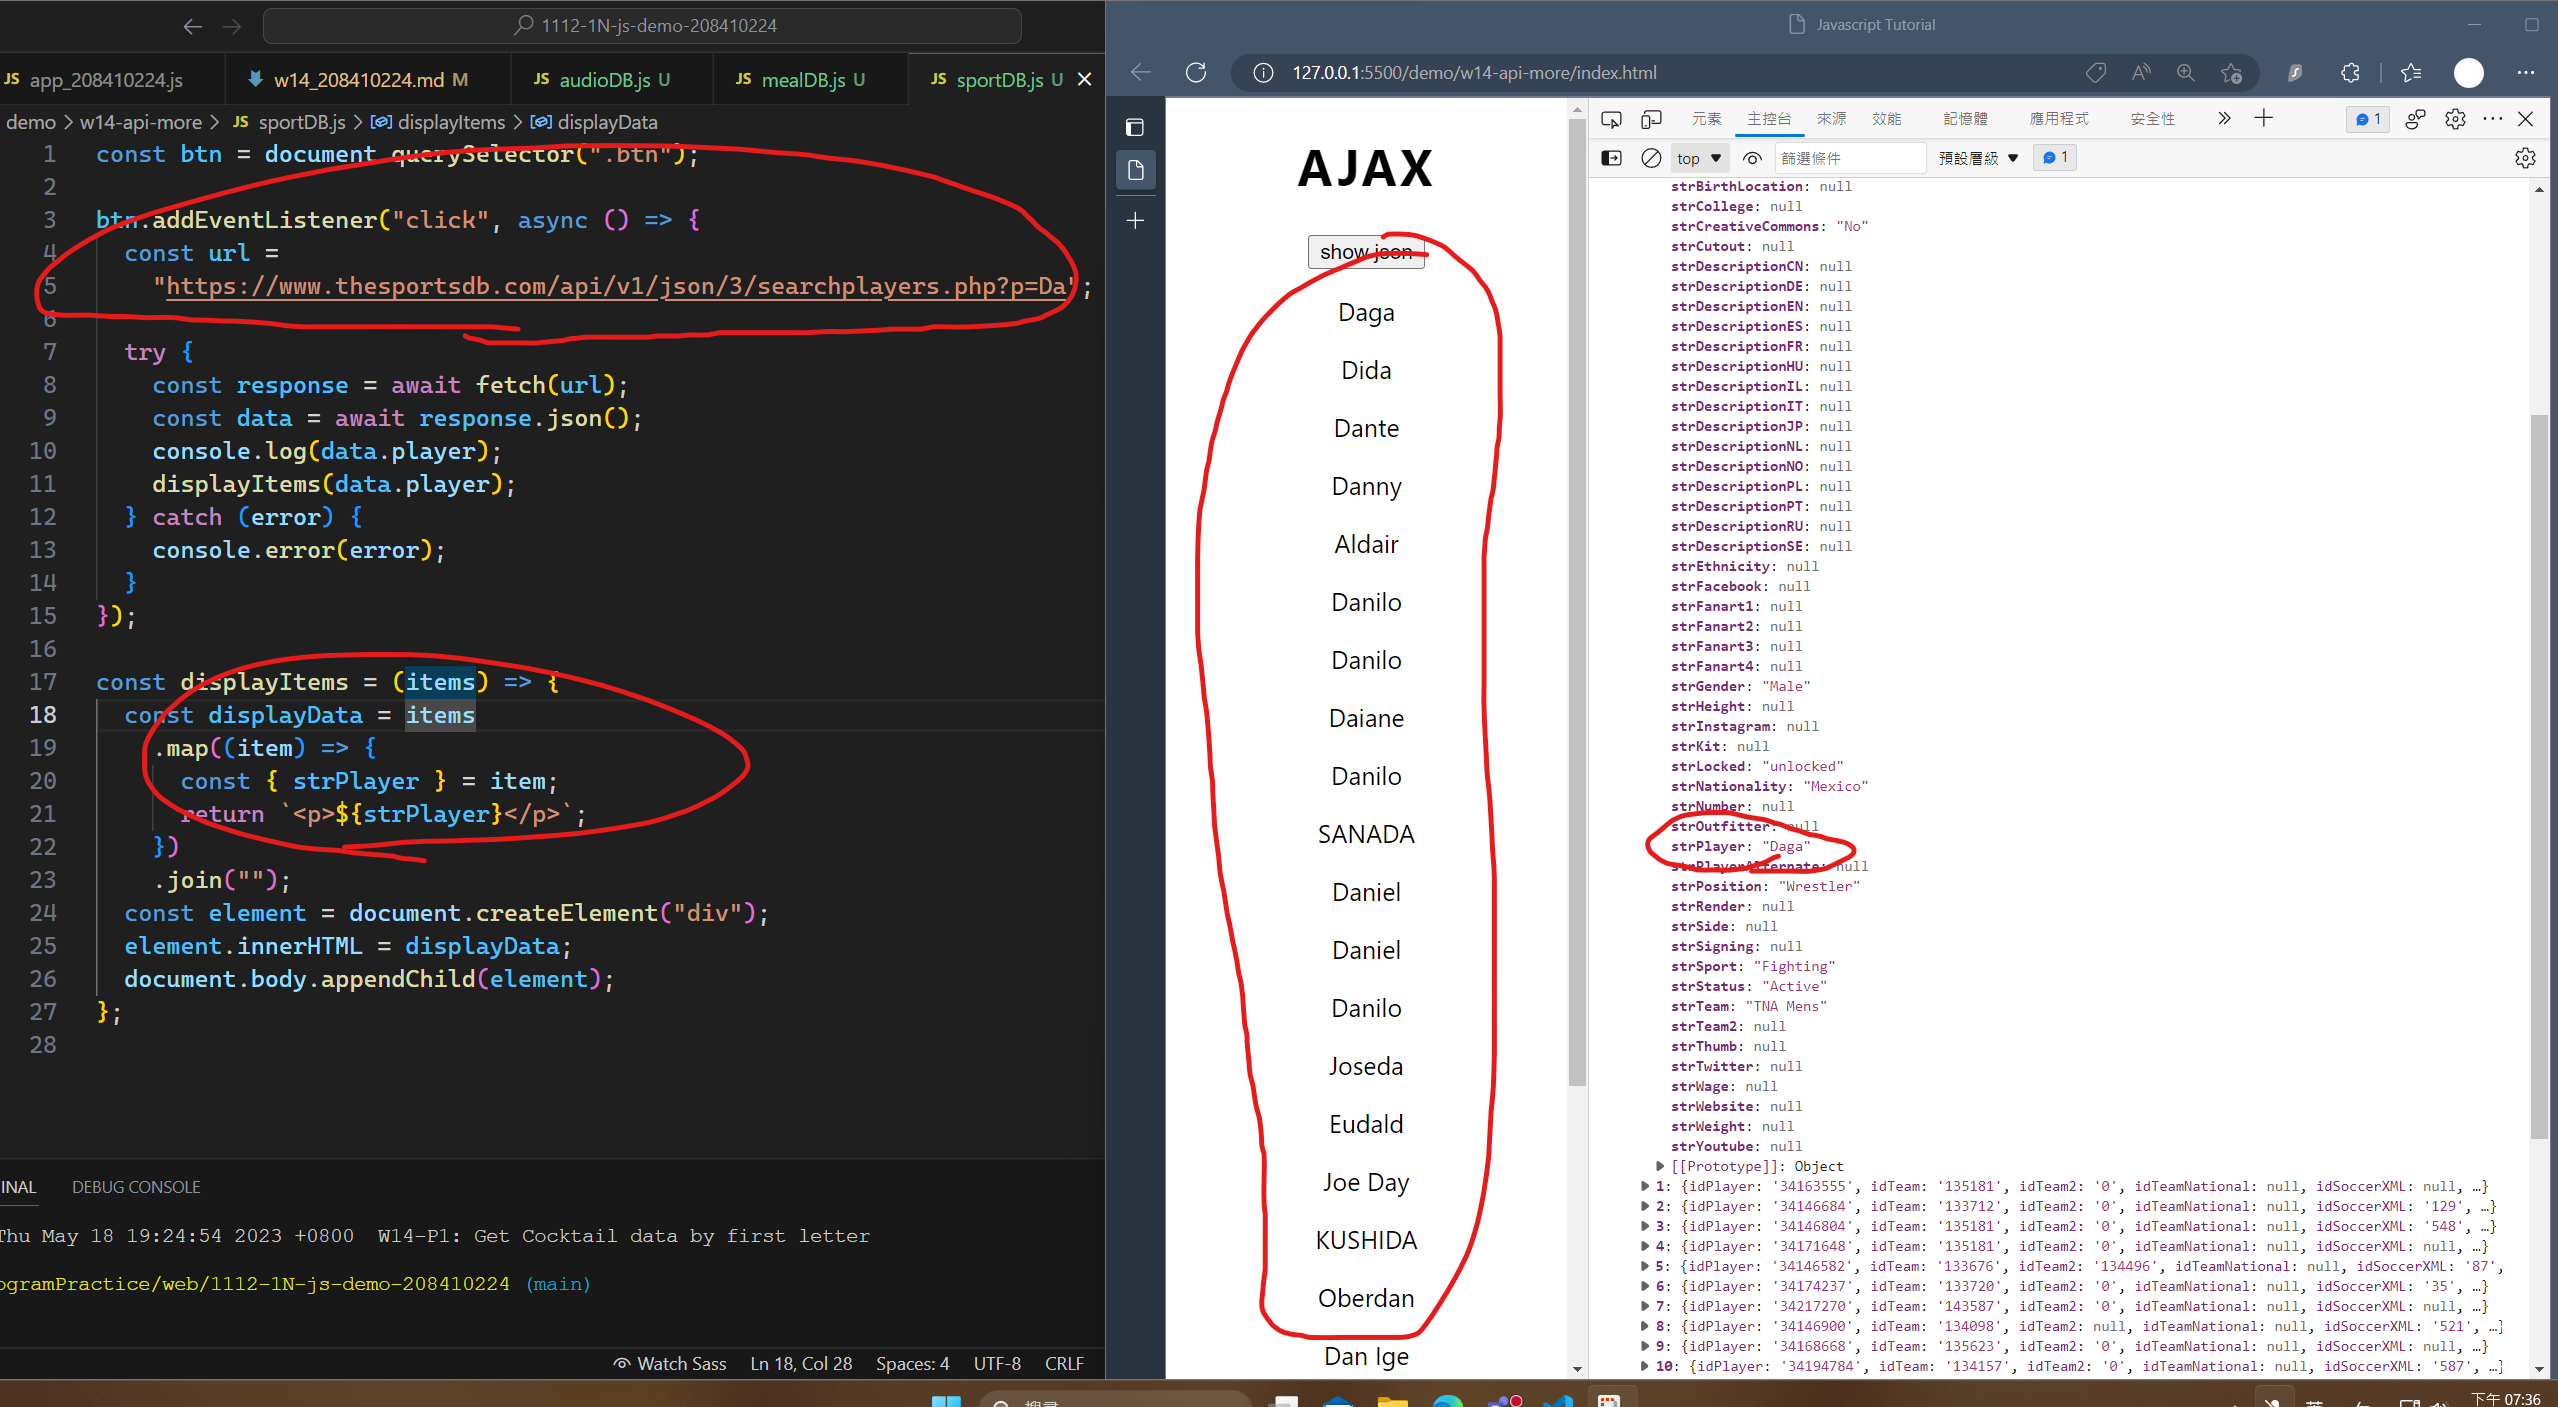 1112-1N-js-demo-208410224
JS app_208410224.js
w14_208410224.md M
JS audioDB.js U
JS mealDB.js U
JS sportDB.js U
demo > w14-api-more > JS sportDB.js > displayItems > displayData
1 const btn = document.querySelector(".btn");
2
3 btn.addEventListener("click", async () => {
4 const url =
5 "https://www.thesportsdb.com/api/v1/json/3/searchplayers.php?p=Da";
6
7 try {
8 const response = await fetch(url);
9 const data = await response.json();
10 console.log(data.player);
11 displayItems(data.player);
12 } catch (error) {
13 console.error(error);
14 }
15 });
16
17 const displayItems = (items) => {
18 const displayData = items
19 .map((item) => {
20 const { strPlayer } = item;
21 return `<p>${strPlayer}</p>`;
22 })
23 .join("");
24 const element = document.createElement("div");
25 element.innerHTML = displayData;
26 document.body.appendChild(element);
27 };
28
INAL DEBUG CONSOLE
Thu May 18 19:24:54 2023 +0800 W14-P1: Get Cocktail data by first letter
ogramPractice/web/1112-1N-js-demo-208410224 (main)
Watch Sass Ln 18, Col 28 Spaces: 4 UTF-8 CRLF
Javascript Tutorial
127.0.0.1:5500/demo/w14-api-more/index.html
AJAX
show json
Daga
Dida
Dante
Danny
Aldair
Danilo
Danilo
Daiane
Danilo
SANADA
Daniel
Daniel
Danilo
Joseda
Eudald
Joe Day
KUSHIDA
Oberdan
Dan Ige
元素 主控台 來源 效能 記憶體 應用程式 安全性 1
top 篩選條件 預設層級 1
strBirthLocation: null
strCollege: null
strCreativeCommons: "No"
strCutout: null
strDescriptionCN: null
strDescriptionDE: null
strDescriptionEN: null
strDescriptionES: null
strDescriptionFR: null
strDescriptionHU: null
strDescriptionIL: null
strDescriptionIT: null
strDescriptionJP: null
strDescriptionNL: null
strDescriptionNO: null
strDescriptionPL: null
strDescriptionPT: null
strDescriptionRU: null
strDescriptionSE: null
strEthnicity: null
strFacebook: null
strFanart1: null
strFanart2: null
strFanart3: null
strFanart4: null
strGender: "Male"
strHeight: null
strInstagram: null
strKit: null
strLocked: "unlocked"
strNationality: "Mexico"
strNumber: null
strOutfitter: null
strPlayer: "Daga"
strPlayerAlternate: null
strPosition: "Wrestler"
strRender: null
strSide: null
strSigning: null
strSport: "Fighting"
strStatus: "Active"
strTeam: "TNA Mens"
strTeam2: null
strThumb: null
strTwitter: null
strWage: null
strWebsite: null
strWeight: null
strYoutube: null
[[Prototype]]: Object
1: {idPlayer: '34163555', idTeam: '135181', idTeam2: '0', idTeamNational: null, idSoccerXML: null, …}
2: {idPlayer: '34146684', idTeam: '133712', idTeam2: '0', idTeamNational: null, idSoccerXML: '129', …}
3: {idPlayer: '34146804', idTeam: '135181', idTeam2: '0', idTeamNational: null, idSoccerXML: '548', …}
4: {idPlayer: '34171648', idTeam: '135181', idTeam2: '0', idTeamNational: null, idSoccerXML: null, …}
5: {idPlayer: '34146582', idTeam: '133676', idTeam2: '134496', idTeamNational: null, idSoccerXML: '87',
6: {idPlayer: '34174237', idTeam: '133720', idTeam2: '0', idTeamNational: null, idSoccerXML: '35', …}
7: {idPlayer: '34217270', idTeam: '143587', idTeam2: '0', idTeamNational: null, idSoccerXML: null, …}
8: {idPlayer: '34146900', idTeam: '134098', idTeam2: null, idTeamNational: null, idSoccerXML: '521', …}
9: {idPlayer: '34168668', idTeam: '135623', idTeam2: '0', idTeamNational: null, idSoccerXML: null, …}
10: {idPlayer: '34194784', idTeam: '134157', idTeam2: '0', idTeamNational: null, idSoccerXML: '587', …}
下午 07:36